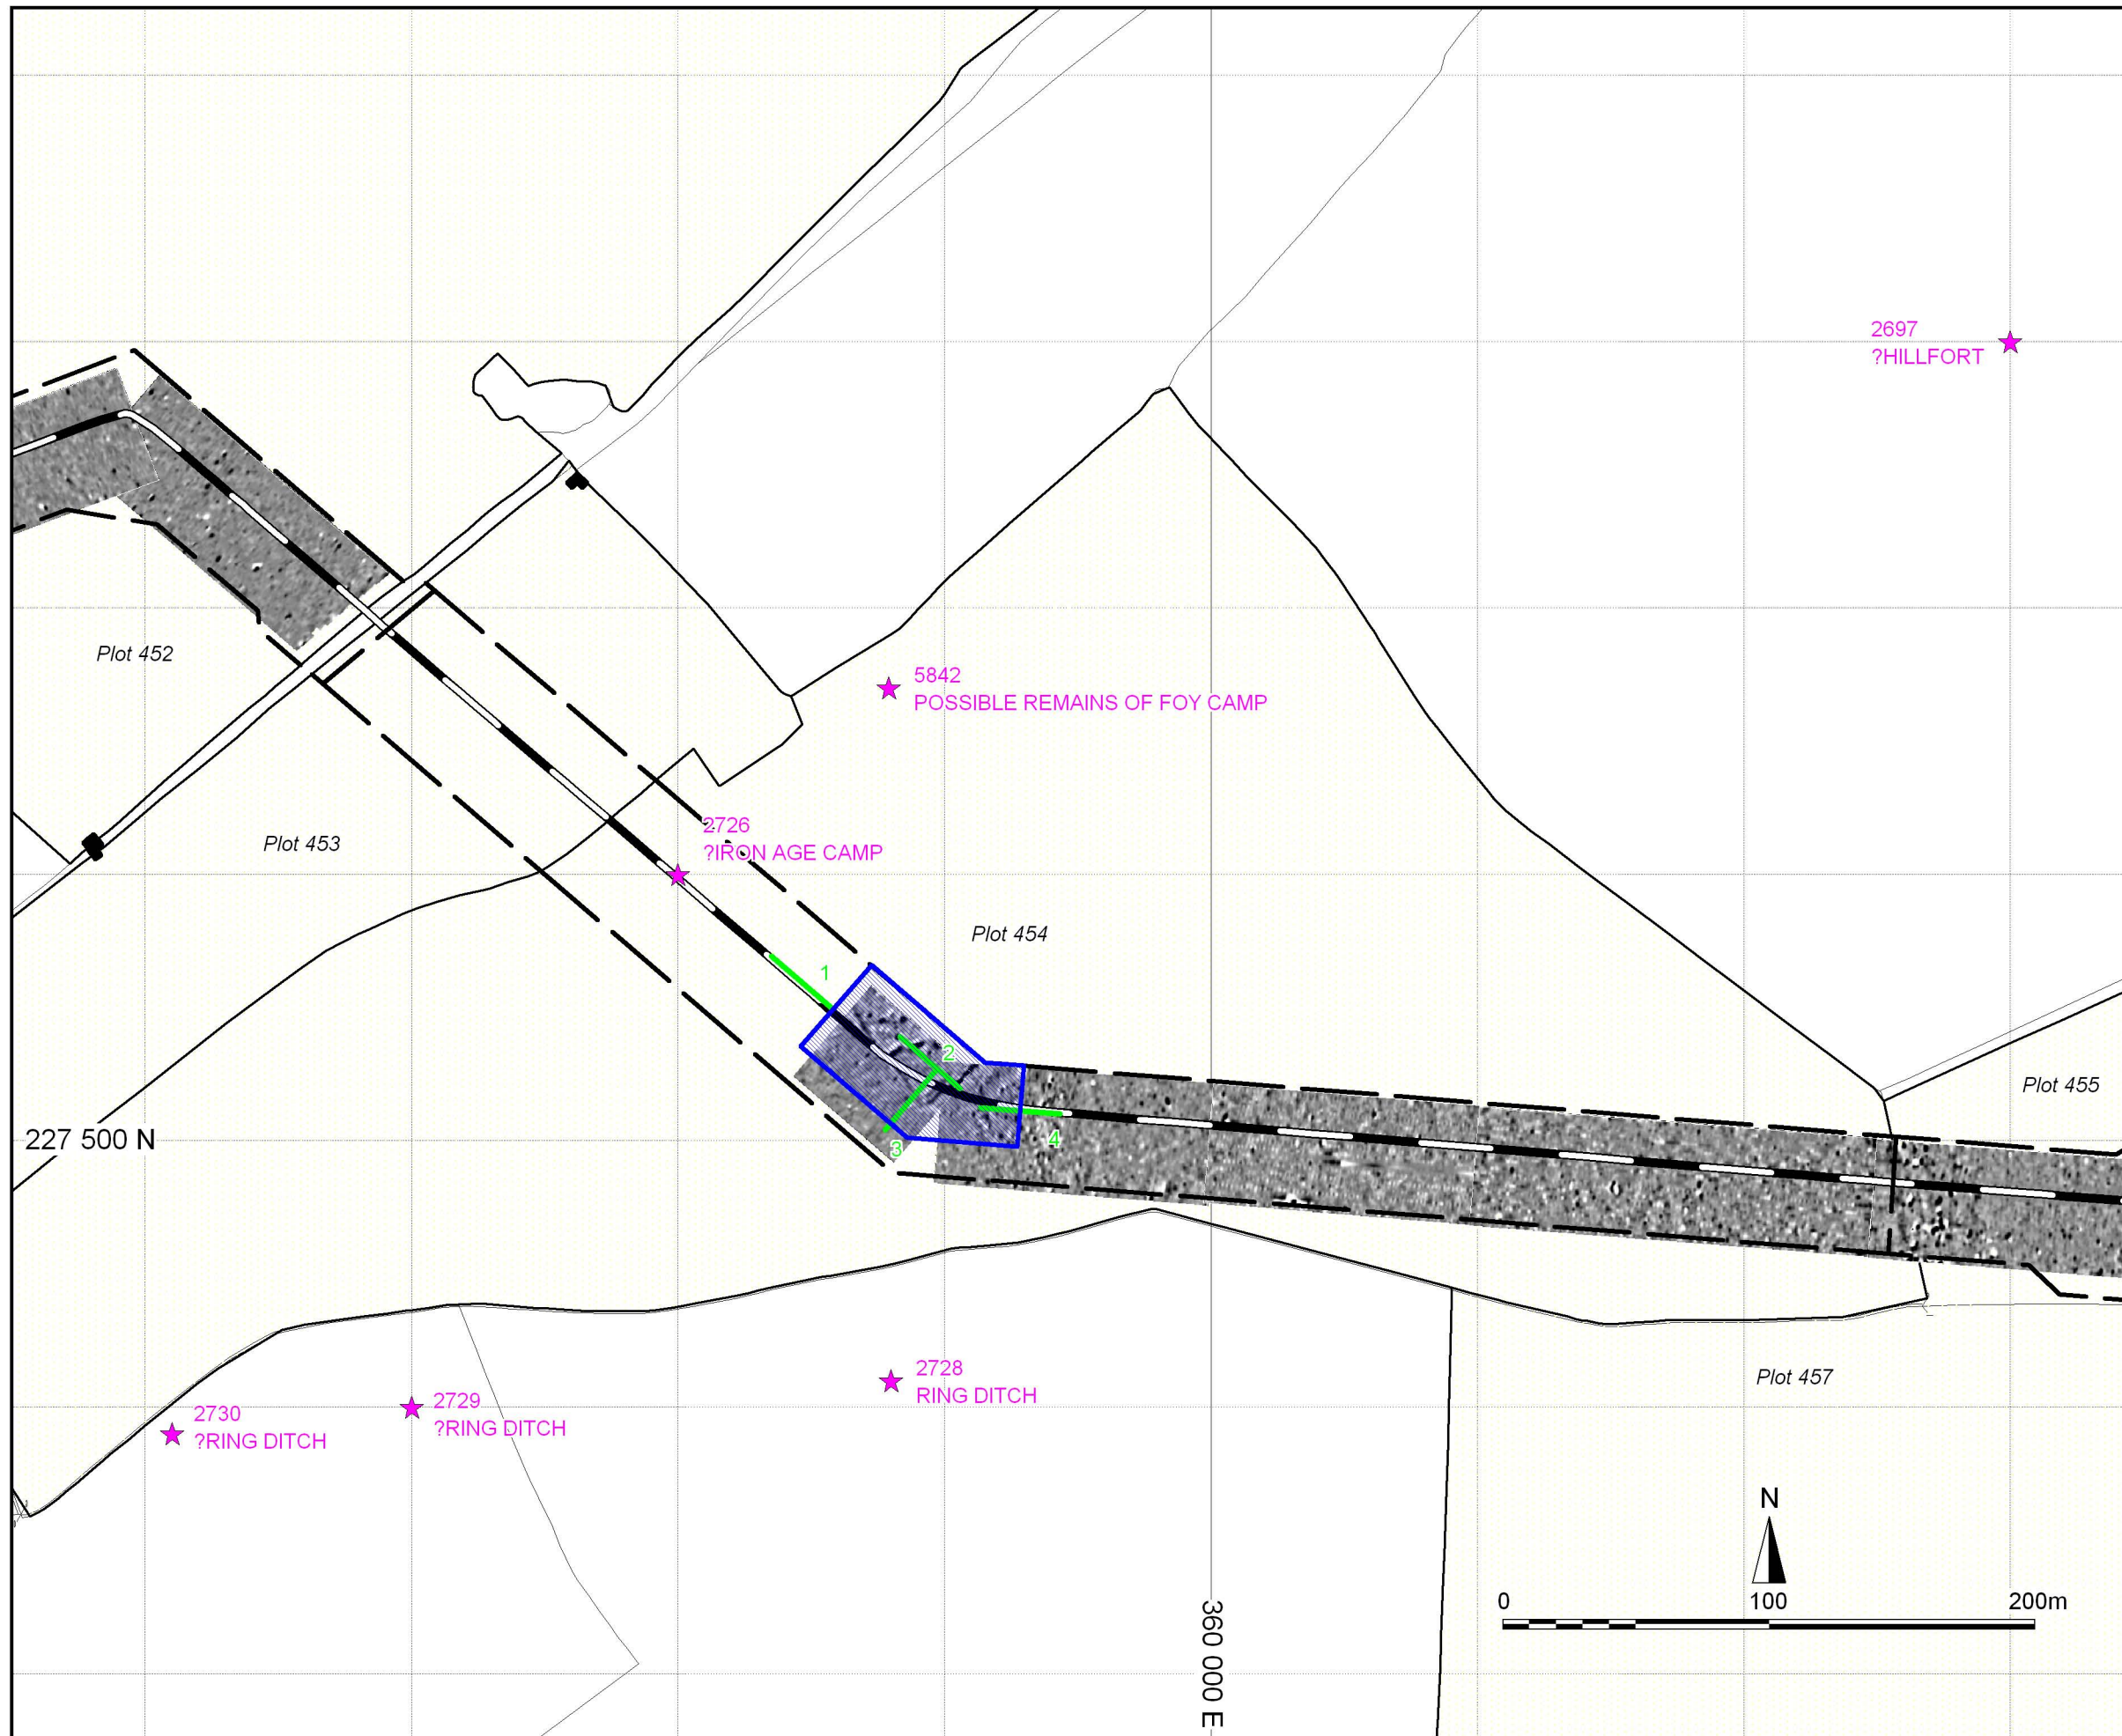 2697
?HILLFORT
Plot 452
5842
POSSIBLE REMAINS OF FOY CAMP
2726
?IRON AGE CAMP
Plot 453
Plot 454
1
2
Plot 455
4
3
227 500 N
2728
RING DITCH
Plot 457
2729
?RING DITCH
2730
?RING DITCH
N
0 100 200m
360 000 E